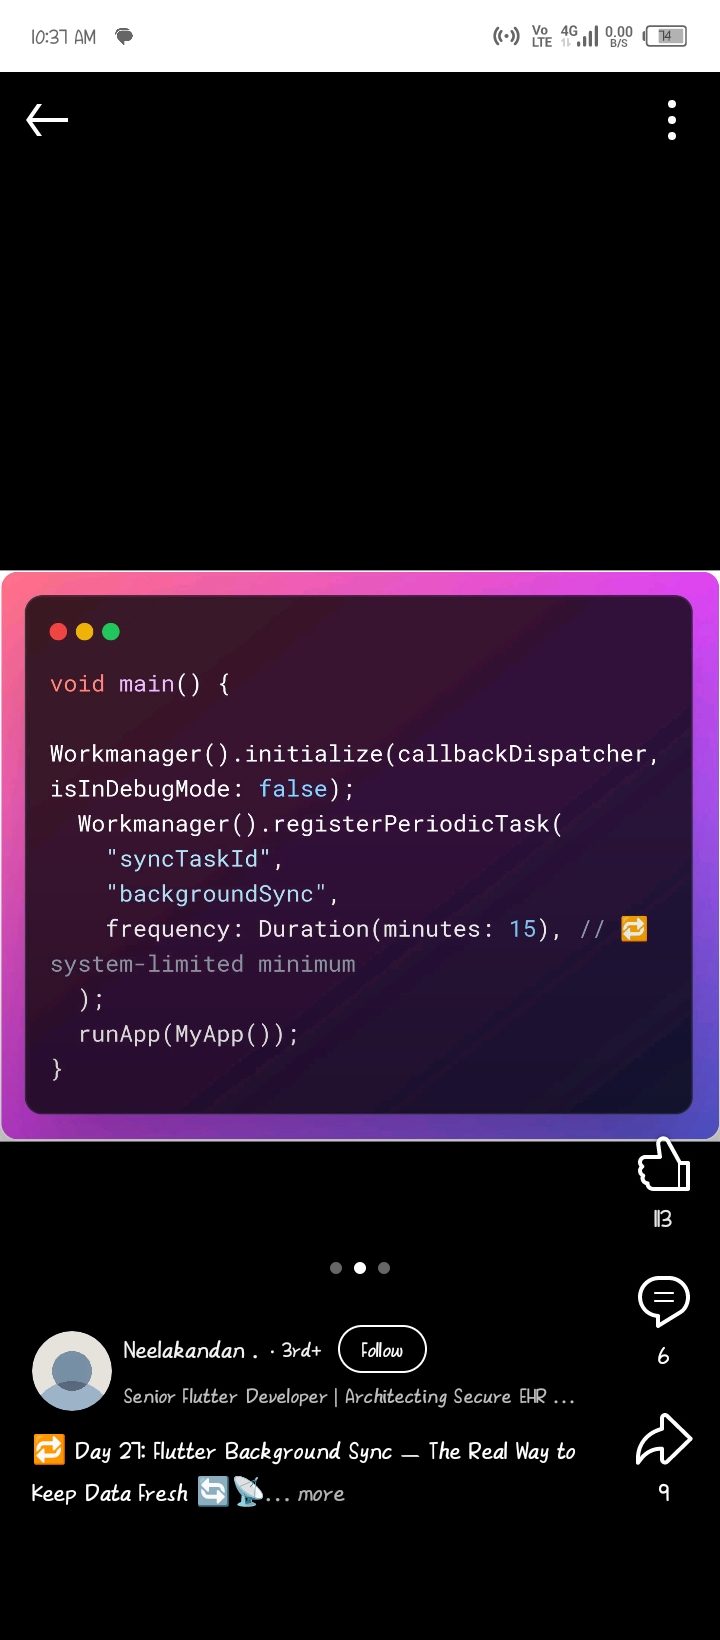 10:37 AM
Vo LTE 4G 0.00 B/S 14
void main() {
Workmanager().initialize(callbackDispatcher,
isInDebugMode: false);
Workmanager().registerPeriodicTask(
"syncTaskId",
"backgroundSync",
frequency: Duration(minutes: 15), // 🔁
system-limited minimum
);
runApp(MyApp());
}
113
Neelakandan . · 3rd+ Follow
Senior Flutter Developer | Architecting Secure EHR ...
6
🔁 Day 27: Flutter Background Sync — The Real Way to
Keep Data Fresh 🔄📡... more
9